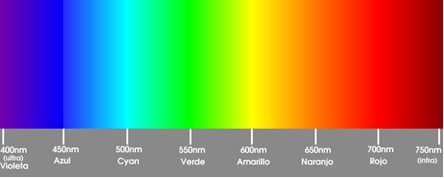 400nm 450nm 500nm 550nm 600nm 650nm 700nm 750nm
(ultra) Azul Cyan Verde Amarillo Naranjo Rojo (infra)
Violeta